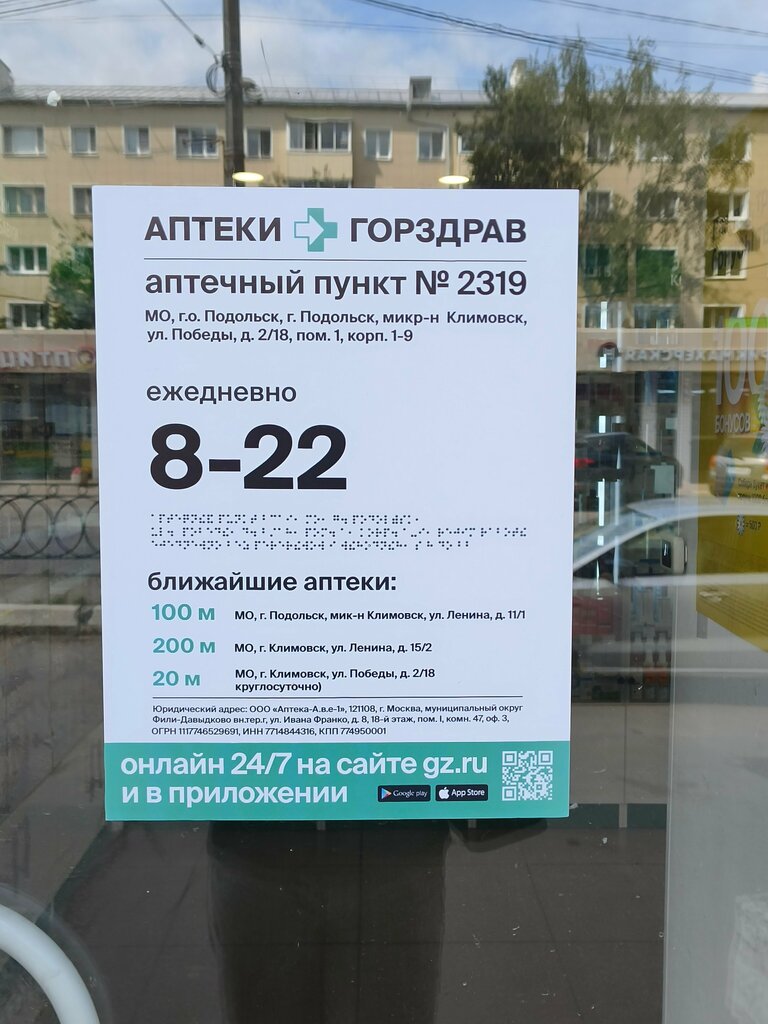 АПТЕКИ ГОРЗДРАВ
аптечный пункт № 2319
МО, г.о. Подольск, г. Подольск, микр-н Климовск,
ул. Победы, д. 2/18, пом. 1, корп. 1-9
ежедневно
8-22
ближайшие аптеки:
100 м МО, г. Подольск, мик-н Климовск, ул. Ленина, д. 11/1
200 м МО, г. Климовск, ул. Ленина, д. 15/2
20 м МО, г. Климовск, ул. Победы, д. 2/18
круглосуточно)
Юридический адрес: ООО «Аптека-А.в.е-1», 121108, г. Москва, муниципальный округ
Фили-Давыдково вн.тер.г, ул. Ивана Франко, д. 8, 18-й этаж, пом. I, комн. 47, оф. 3,
ОГРН 1117746529691, ИНН 7714844316, КПП 774950001
онлайн 24/7 на сайте gz.ru
и в приложении
Google play App Store
БОНУСОВ